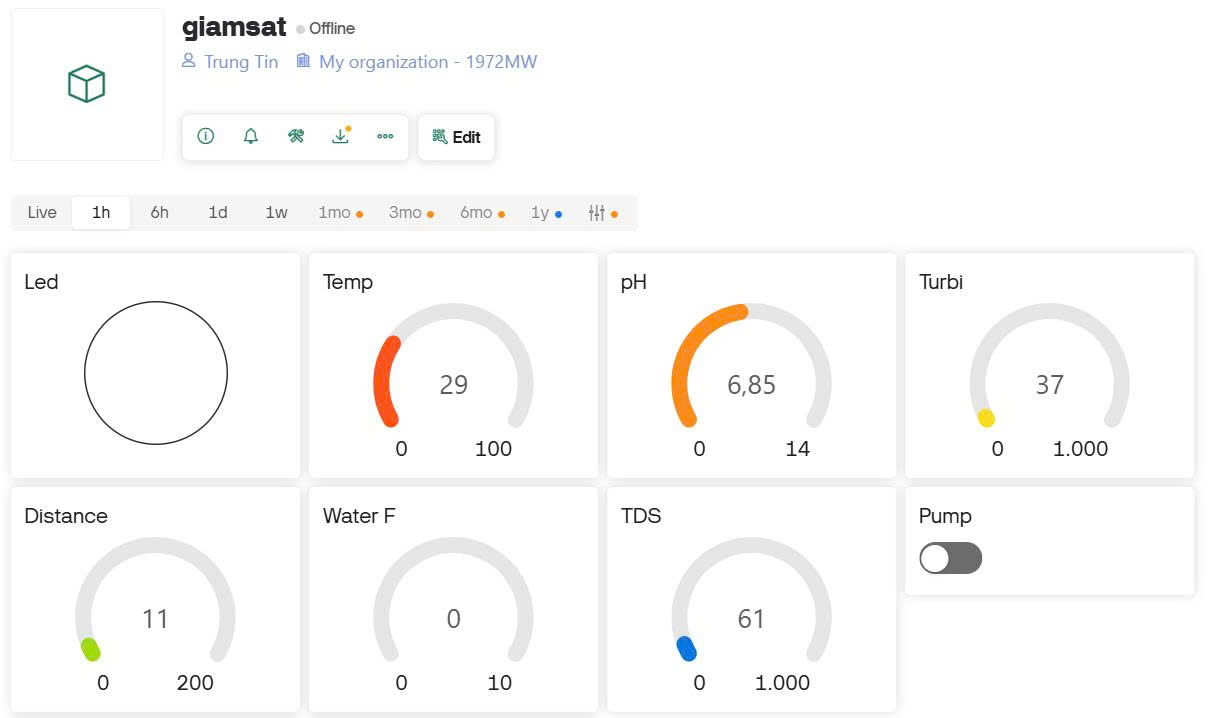 giamsat Offline
Trung Tin My organization - 1972MW
Edit
Live 1h 6h 1d 1w 1mo 3mo 6mo 1y
Led Temp pH Turbi
29 6,85 37
0 100 0 14 0 1.000
Distance Water F TDS Pump
11 0 61
0 200 0 10 0 1.000